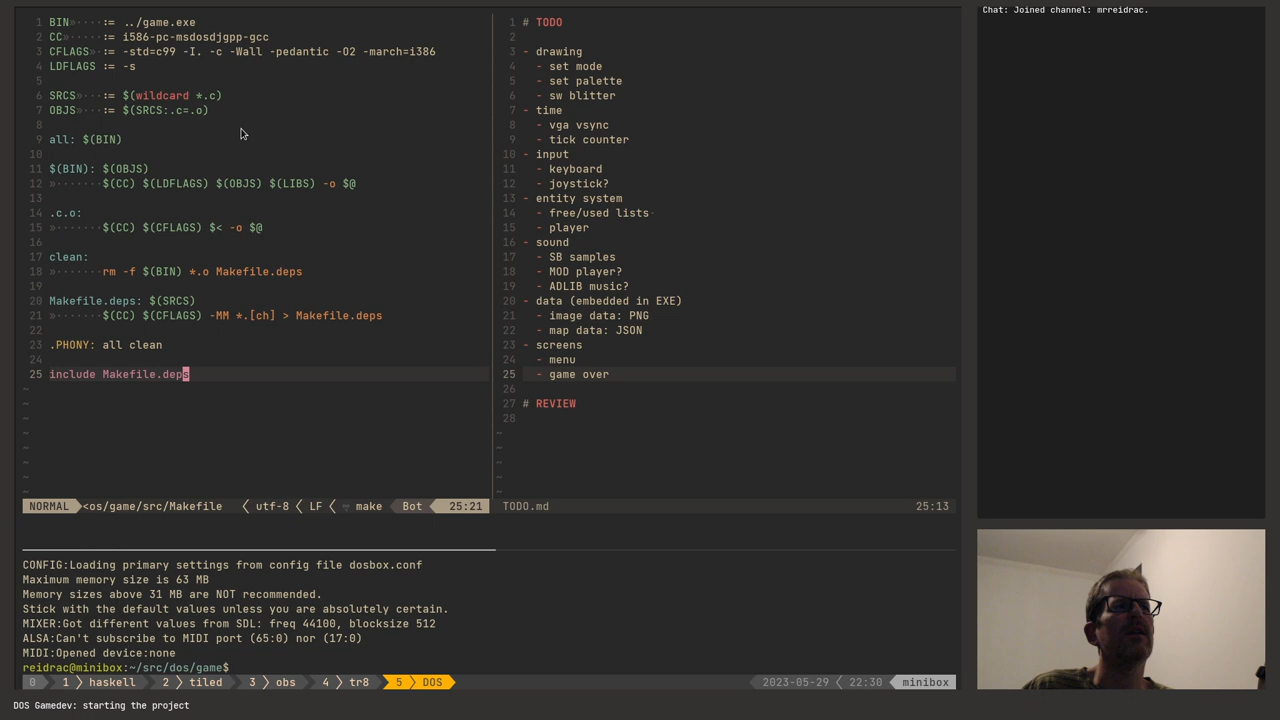 1 BIN»····:= ../game.exe
2 CC»·····:= i586-pc-msdosdjgpp-gcc
3 CFLAGS»·:= -std=c99 -I. -c -Wall -pedantic -O2 -march=i386
4 LDFLAGS := -s
5
6 SRCS»···:= $(wildcard *.c)
7 OBJS»···:= $(SRCS:.c=.o)
8
9 all: $(BIN)
10
11 $(BIN): $(OBJS)
12 »·······$(CC) $(LDFLAGS) $(OBJS) $(LIBS) -o $@
13
14 .c.o:
15 »·······$(CC) $(CFLAGS) $< -o $@
16
17 clean:
18 »·······rm -f $(BIN) *.o Makefile.deps
19
20 Makefile.deps: $(SRCS)
21 »·······$(CC) $(CFLAGS) -MM *.[ch] > Makefile.deps
22
23 .PHONY: all clean
24
25 include Makefile.deps
~
~
~
~
~
~
~
~
NORMAL <os/game/src/Makefile utf-8 LF make Bot 25:21
1 # TODO
2
3 - drawing
4 - set mode
5 - set palette
6 - sw blitter
7 - time
8 - vga vsync
9 - tick counter
10 - input
11 - keyboard
12 - joystick?
13 - entity system
14 - free/used lists·
15 - player
16 - sound
17 - SB samples
18 - MOD player?
19 - ADLIB music?
20 - data (embedded in EXE)
21 - image data: PNG
22 - map data: JSON
23 - screens
24 - menu
25 - game over
26
27 # REVIEW
28
~
~
~
~
~
TODO.md 25:13
CONFIG:Loading primary settings from config file dosbox.conf
Maximum memory size is 63 MB
Memory sizes above 31 MB are NOT recommended.
Stick with the default values unless you are absolutely certain.
MIXER:Got different values from SDL: freq 44100, blocksize 512
ALSA:Can't subscribe to MIDI port (65:0) nor (17:0)
MIDI:Opened device:none
reidrac@minibox:~/src/dos/game$
0 1 haskell 2 tiled 3 obs 4 tr8 5 DOS 2023-05-29 22:30 minibox
Chat: Joined channel: mrreidrac.
DOS Gamedev: starting the project